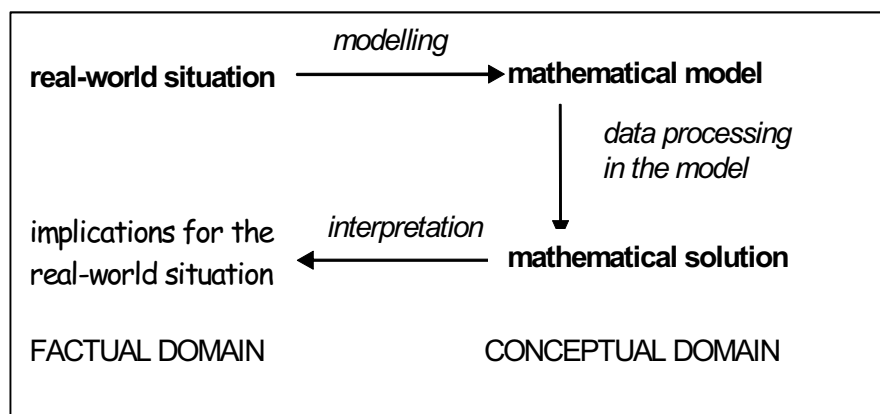 modelling
real-world situation
mathematical model
data processing
in the model
implications for the
real-world situation
interpretation
mathematical solution
FACTUAL DOMAIN
CONCEPTUAL DOMAIN